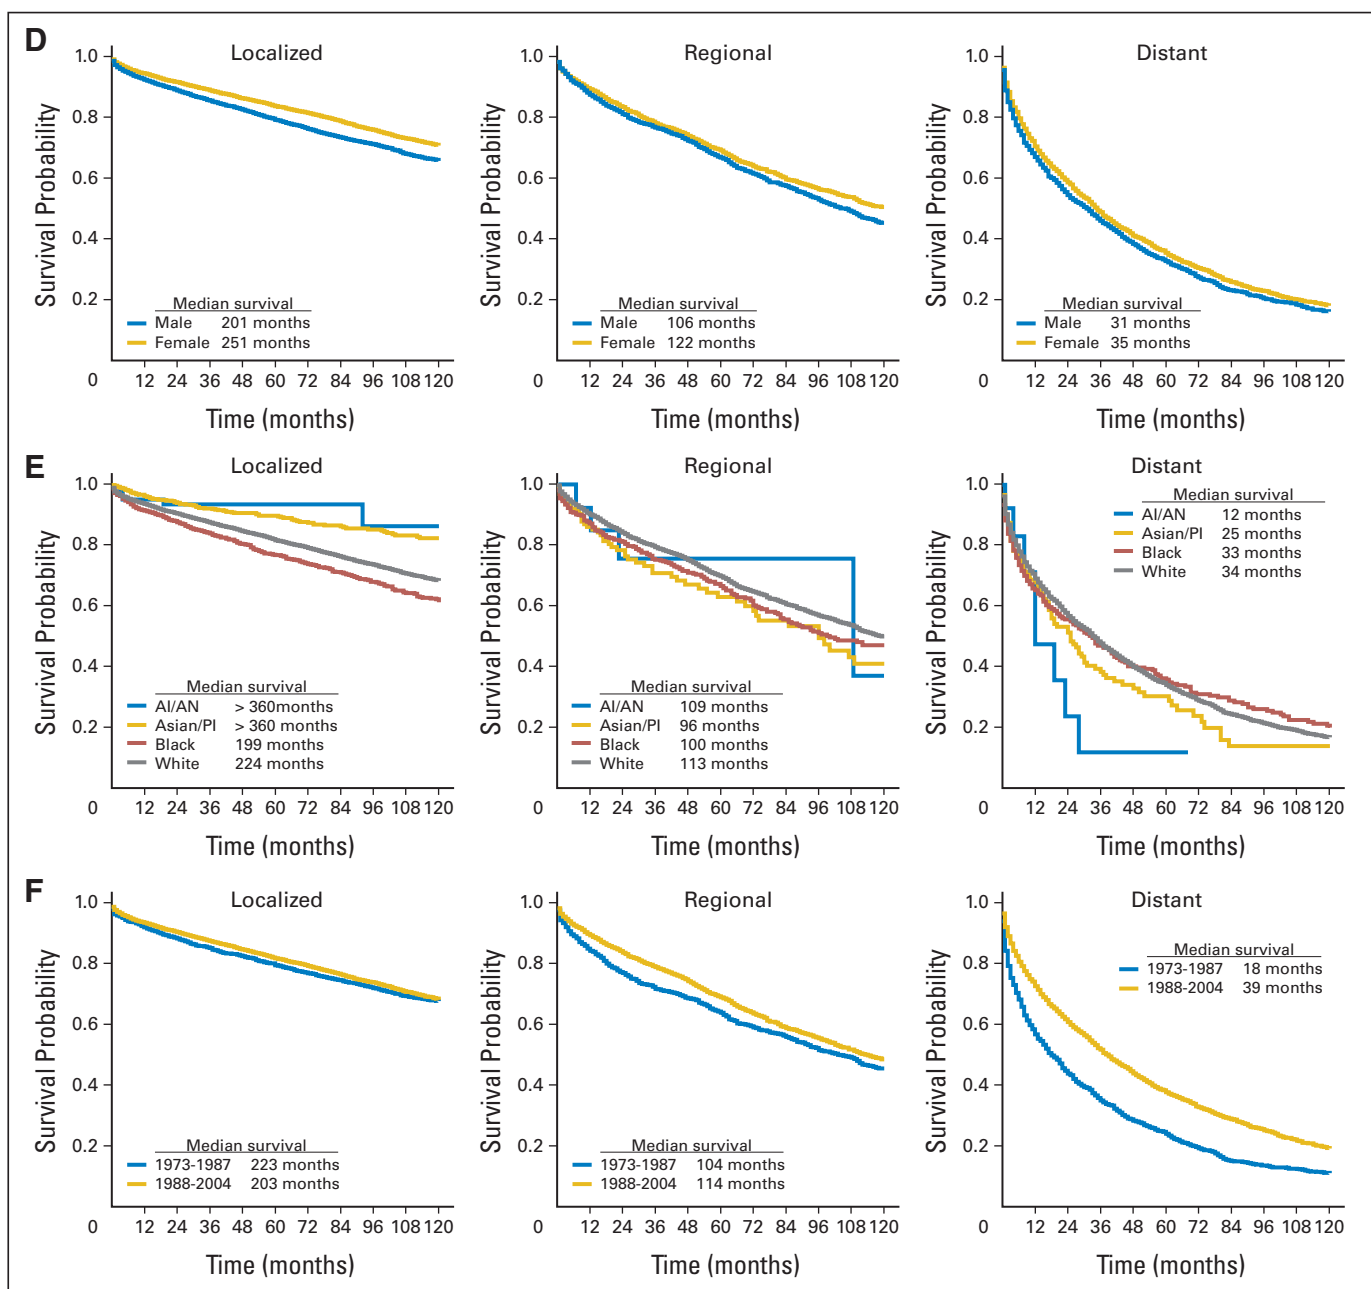 D
Localized
Regional
Distant
Survival Probability
1.0
0.8
0.6
0.4
0.2
0
Median survival
Male 201 months
Female 251 months
12 24 36 48 60 72 84 96 108 120
Time (months)
Survival Probability
1.0
0.8
0.6
0.4
0.2
0
Median survival
Male 106 months
Female 122 months
12 24 36 48 60 72 84 96 108 120
Time (months)
Survival Probability
1.0
0.8
0.6
0.4
0.2
0
Median survival
Male 31 months
Female 35 months
12 24 36 48 60 72 84 96 108 120
Time (months)
E
Localized
Regional
Distant
Survival Probability
1.0
0.8
0.6
0.4
0.2
0
Median survival
AI/AN > 360months
Asian/PI > 360 months
Black 199 months
White 224 months
12 24 36 48 60 72 84 96 108 120
Time (months)
Survival Probability
1.0
0.8
0.6
0.4
0.2
0
Median survival
AI/AN 109 months
Asian/PI 96 months
Black 100 months
White 113 months
12 24 36 48 60 72 84 96 108 120
Time (months)
Survival Probability
1.0
0.8
0.6
0.4
0.2
0
Median survival
AI/AN 12 months
Asian/PI 25 months
Black 33 months
White 34 months
12 24 36 48 60 72 84 96 108 120
Time (months)
F
Localized
Regional
Distant
Survival Probability
1.0
0.8
0.6
0.4
0.2
0
Median survival
1973-1987 223 months
1988-2004 203 months
12 24 36 48 60 72 84 96 108 120
Time (months)
Survival Probability
1.0
0.8
0.6
0.4
0.2
0
Median survival
1973-1987 104 months
1988-2004 114 months
12 24 36 48 60 72 84 96 108 120
Time (months)
Survival Probability
1.0
0.8
0.6
0.4
0.2
0
Median survival
1973-1987 18 months
1988-2004 39 months
12 24 36 48 60 72 84 96 108 120
Time (months)